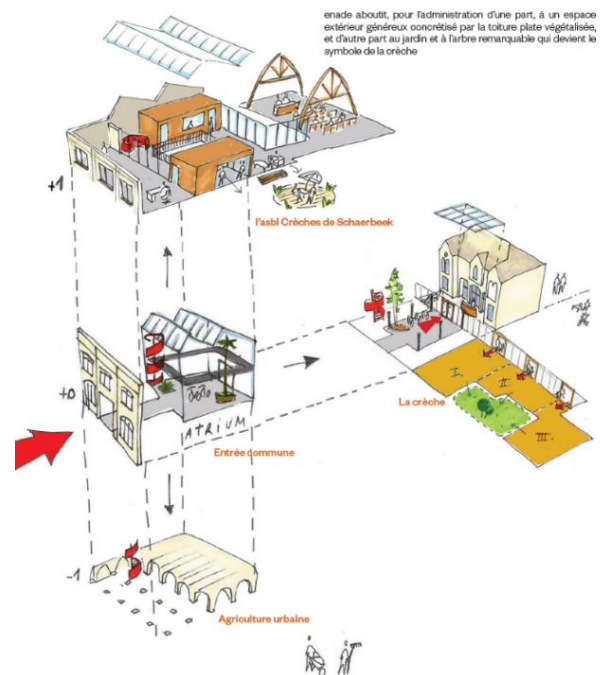 enade aboutit, pour l'administration d'une part, à un espace
extérieur généreux concrétisé par la toiture plate végétalisée,
et d'autre part au jardin et à l'arbre remarquable qui devient le
symbole de la crèche
+1
l'asbl Crèches de Schaerbeek
+0
ATRIUM
Entrée commune
I
II
III
La crèche
-1
Agriculture urbaine